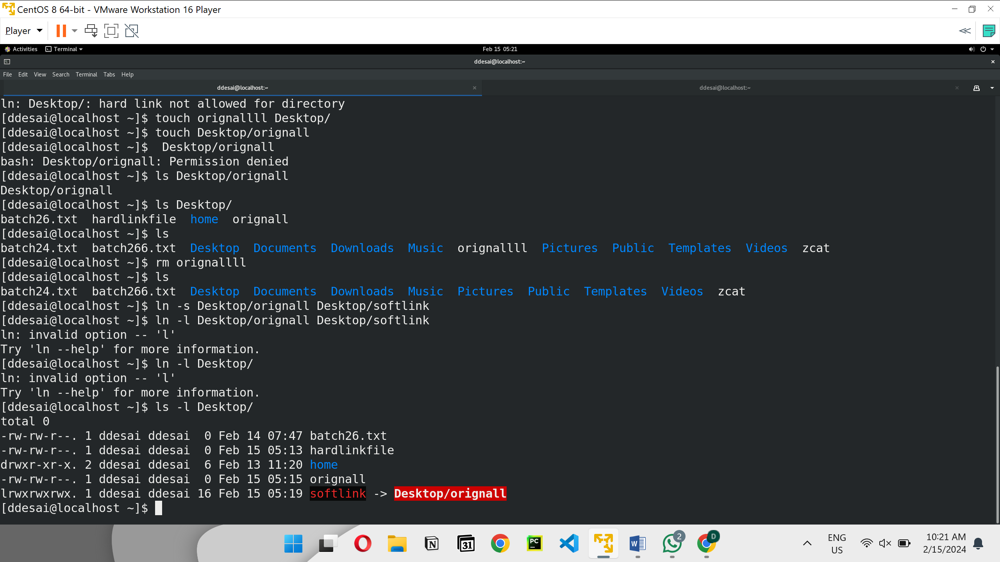 CentOS 8 64-bit - VMware Workstation 16 Player
Player
Activities Terminal Feb 15 05:21
ddesai@localhost:~
File Edit View Search Terminal Tabs Help
ddesai@localhost:~ ddesai@localhost:~
ln: Desktop/: hard link not allowed for directory
[ddesai@localhost ~]$ touch orignallll Desktop/
[ddesai@localhost ~]$ touch Desktop/orignall
[ddesai@localhost ~]$  Desktop/orignall
bash: Desktop/orignall: Permission denied
[ddesai@localhost ~]$ ls Desktop/orignall
Desktop/orignall
[ddesai@localhost ~]$ ls Desktop/
batch26.txt  hardlinkfile  home  orignall
[ddesai@localhost ~]$ ls
batch24.txt  batch266.txt  Desktop  Documents  Downloads  Music  orignallll  Pictures  Public  Templates  Videos  zcat
[ddesai@localhost ~]$ rm orignallll
[ddesai@localhost ~]$ ls
batch24.txt  batch266.txt  Desktop  Documents  Downloads  Music  Pictures  Public  Templates  Videos  zcat
[ddesai@localhost ~]$ ln -s Desktop/orignall Desktop/softlink
[ddesai@localhost ~]$ ln -l Desktop/orignall Desktop/softlink
ln: invalid option -- 'l'
Try 'ln --help' for more information.
[ddesai@localhost ~]$ ln -l Desktop/
ln: invalid option -- 'l'
Try 'ln --help' for more information.
[ddesai@localhost ~]$ ls -l Desktop/
total 0
-rw-rw-r--. 1 ddesai ddesai  0 Feb 14 07:47 batch26.txt
-rw-rw-r--. 1 ddesai ddesai  0 Feb 15 05:13 hardlinkfile
drwxr-xr-x. 2 ddesai ddesai  6 Feb 13 11:20 home
-rw-rw-r--. 1 ddesai ddesai  0 Feb 15 05:15 orignall
lrwxrwxrwx. 1 ddesai ddesai 16 Feb 15 05:19 softlink -> Desktop/orignall
[ddesai@localhost ~]$
N 31 PC W 2 D
ENG
US
10:21 AM
2/15/2024